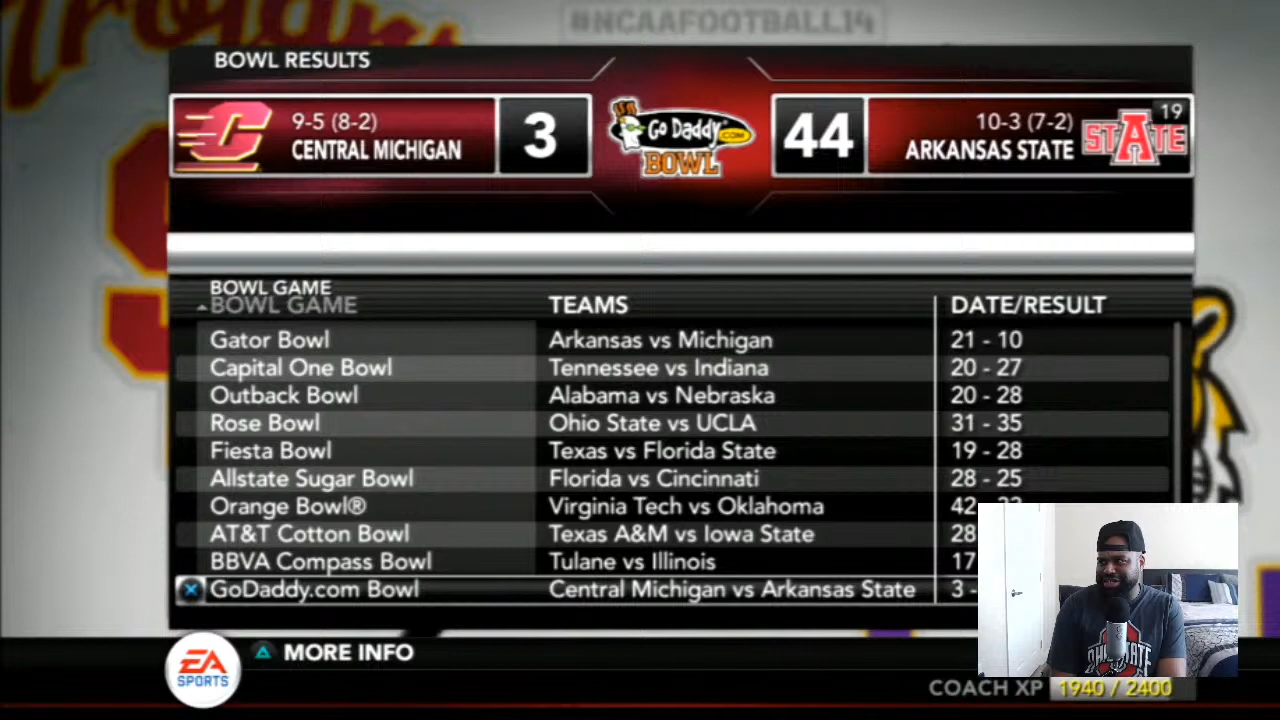 Trojans
#NCAAFOOTBALL14
BOWL RESULTS
9-5 (8-2)
CENTRAL MICHIGAN
3
Go Daddy.COM
BOWL
44
10-3 (7-2)
ARKANSAS STATE
19
STATE
BOWL GAME
BOWL GAME TEAMS DATE/RESULT
Gator Bowl Arkansas vs Michigan 21 - 10
Capital One Bowl Tennessee vs Indiana 20 - 27
Outback Bowl Alabama vs Nebraska 20 - 28
Rose Bowl Ohio State vs UCLA 31 - 35
Fiesta Bowl Texas vs Florida State 19 - 28
Allstate Sugar Bowl Florida vs Cincinnati 28 - 25
Orange Bowl® Virginia Tech vs Oklahoma 42
AT&T Cotton Bowl Texas A&M vs Iowa State 28
BBVA Compass Bowl Tulane vs Illinois 17
GoDaddy.com Bowl Central Michigan vs Arkansas State 3 -
EA
SPORTS
MORE INFO
COACH XP 1940 / 2400